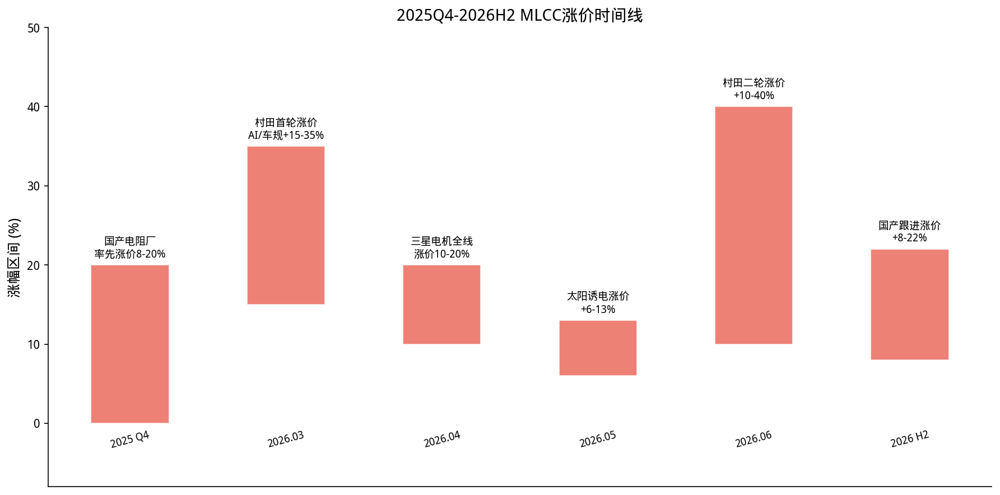 2025Q4-2026H2 MLCC涨价时间线
涨幅区间 (%)
50
40
30
20
10
0
国产电阻厂
率先涨价8-20%
村田首轮涨价
AI/车规+15-35%
三星电机全线
涨价10-20%
太阳诱电涨价
+6-13%
村田二轮涨价
+10-40%
国产跟进涨价
+8-22%
2025 Q4
2026.03
2026.04
2026.05
2026.06
2026 H2